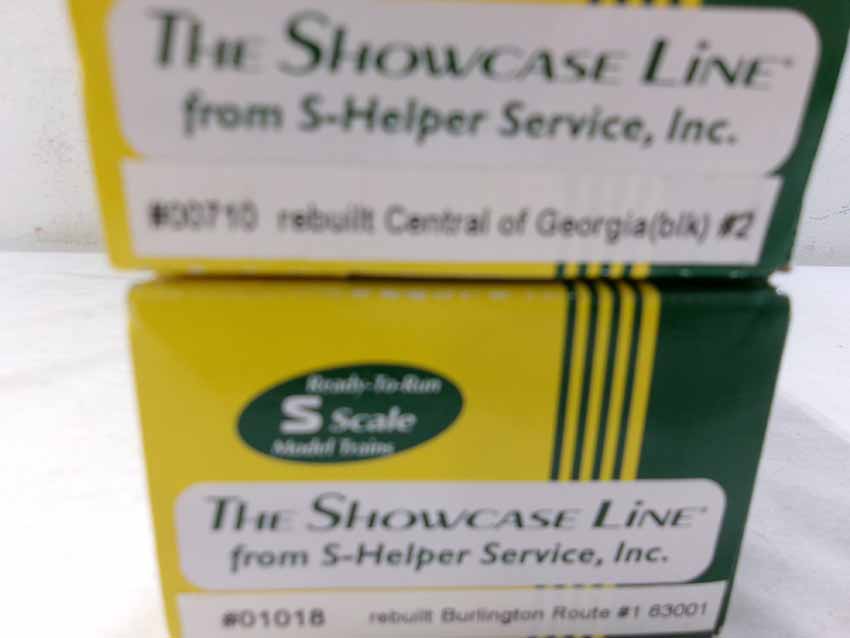 THE SHOWCASE LINE
from S-Helper Service, Inc.
#00710 rebuilt Central of Georgia(blk) #2
Ready-To-Run
S Scale
Model Trains
THE SHOWCASE LINE
from S-Helper Service, Inc.
#01018 rebuilt Burlington Route #1 63001